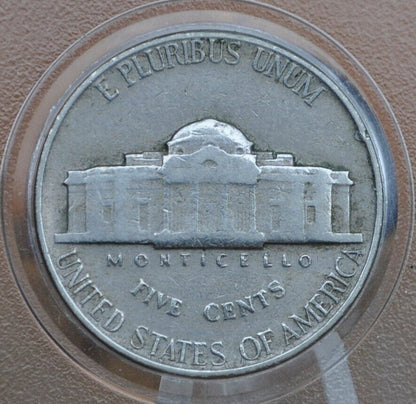 E PLURIBUS UNUM
MONTICELLO
FIVE CENTS
UNITED STATES OF AMERICA